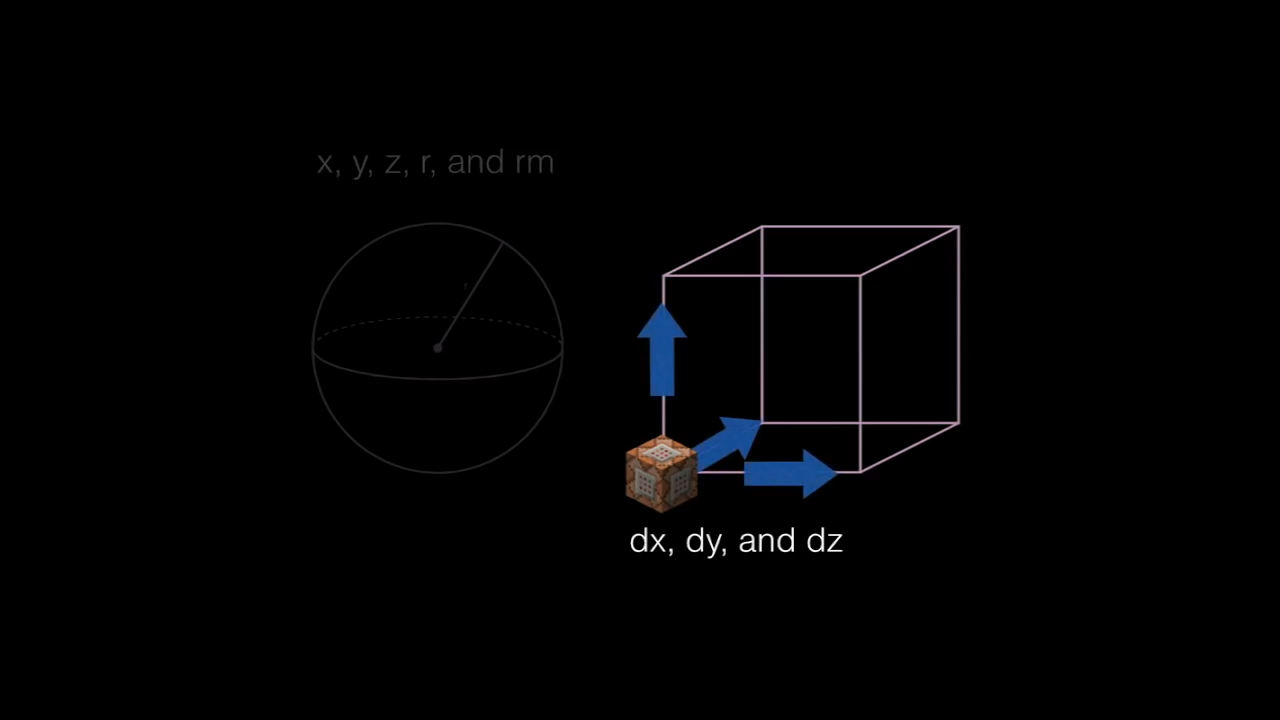 x, y, z, r, and rm
r
dx, dy, and dz